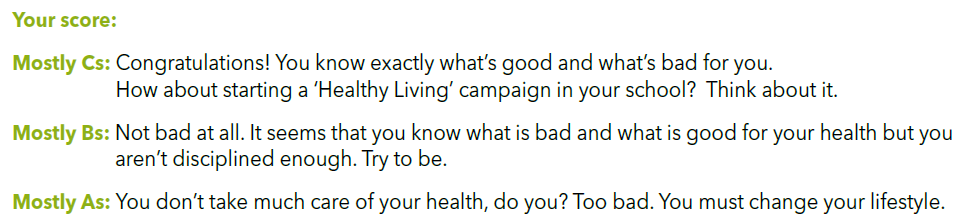 Your score:
Mostly Cs: Congratulations! You know exactly what’s good and what’s bad for you.
How about starting a ‘Healthy Living’ campaign in your school?  Think about it.
Mostly Bs: Not bad at all. It seems that you know what is bad and what is good for your health but you
aren’t disciplined enough. Try to be.
Mostly As: You don’t take much care of your health, do you? Too bad. You must change your lifestyle.